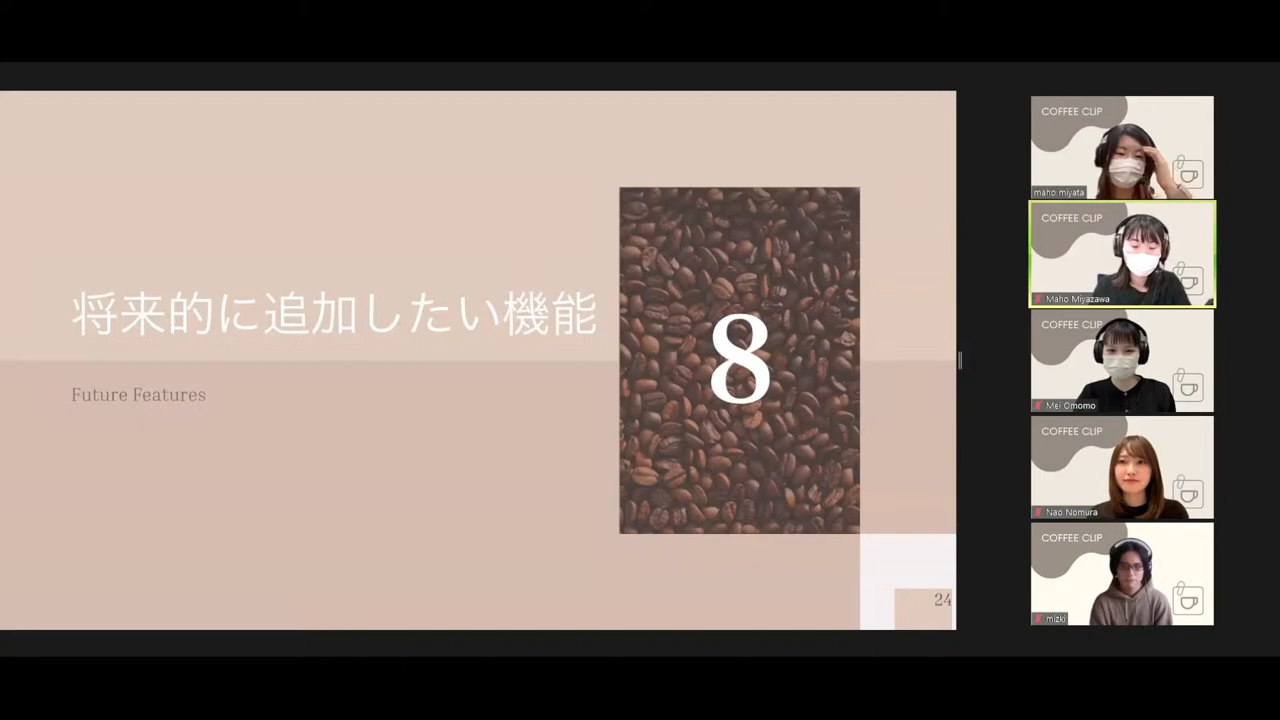 将来的に追加したい機能
Future Features
8
24
COFFEE CLIP
maho miyata
COFFEE CLIP
Maho Miyazawa
COFFEE CLIP
Mei Omomo
COFFEE CLIP
Nao Nomura
COFFEE CLIP
mizki